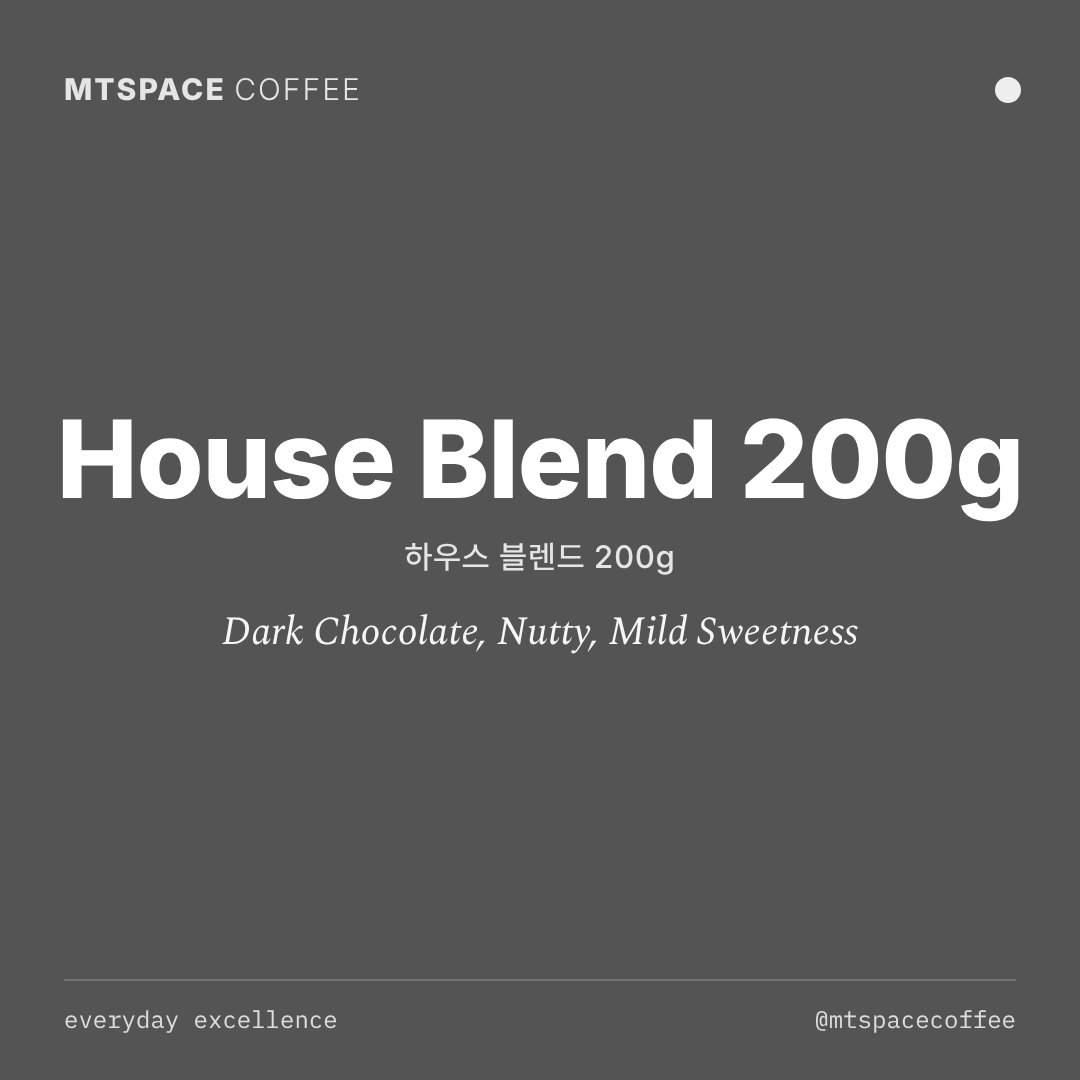 MTSPACE COFFEE
House Blend 200g
하우스 블렌드 200g
Dark Chocolate, Nutty, Mild Sweetness
everyday excellence
@mtspacecoffee